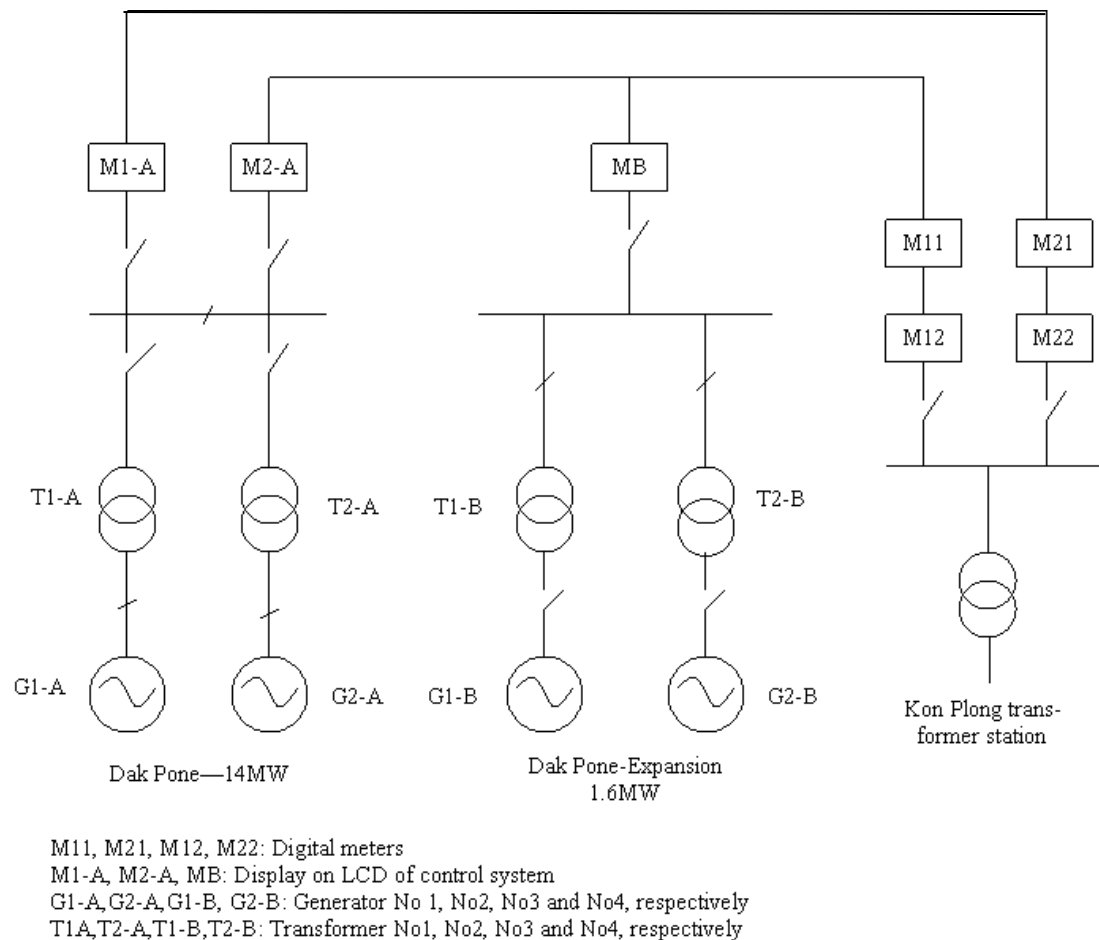 M1-A
M2-A
MB
M11
M21
M12
M22
T1-A
T2-A
T1-B
T2-B
G1-A
G2-A
G1-B
G2-B
Kon Plong trans-
former station
Dak Pone—14MW
Dak Pone-Expansion
1.6MW
M11, M21, M12, M22: Digital meters
M1-A, M2-A, MB: Display on LCD of control system
G1-A,G2-A,G1-B, G2-B: Generator No 1, No2, No3 and No4, respectively
T1A,T2-A,T1-B,T2-B: Transformer No1, No2, No3 and No4, respectively